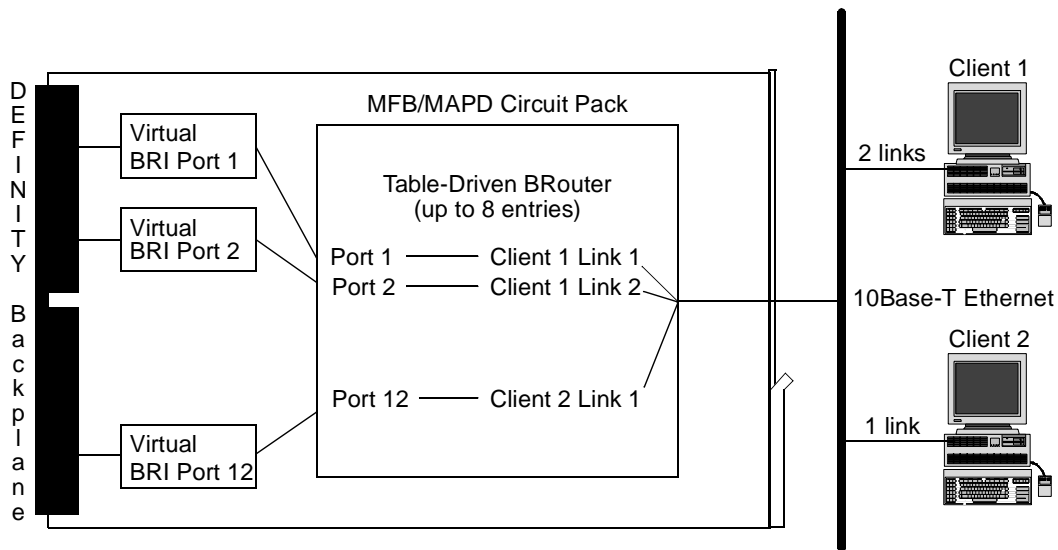 DEFINITY Backplane
MFB/MAPD Circuit Pack
Virtual
BRI Port 1
Virtual
BRI Port 2
Virtual
BRI Port 12
Table-Driven BRouter
(up to 8 entries)
Port 1 Client 1 Link 1
Port 2 Client 1 Link 2
Port 12 Client 2 Link 1
Client 1
2 links
10Base-T Ethernet
Client 2
1 link